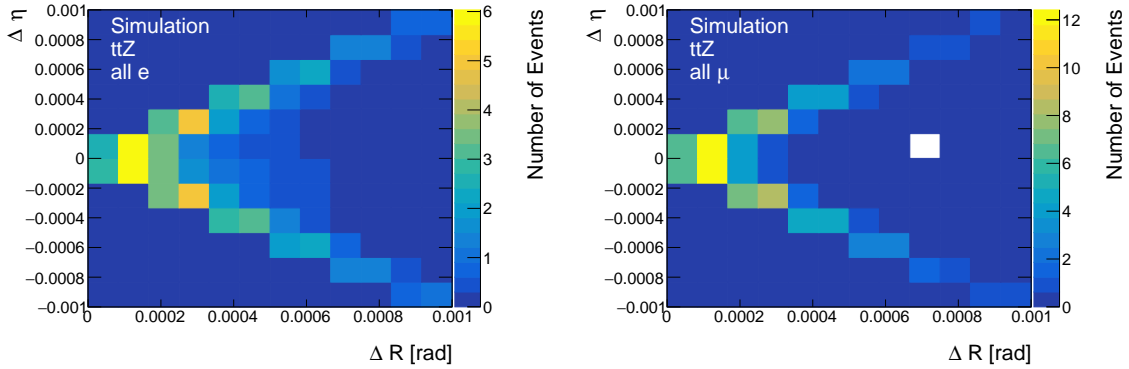 Δ η
Simulation
ttZ
all e
0.001
0.0008
0.0006
0.0004
0.0002
0
−0.0002
−0.0004
−0.0006
−0.0008
−0.001
0 0.0002 0.0004 0.0006 0.0008 0.001
Δ R [rad]
6
5
4
3
2
1
0
Number of Events
Δ η
Simulation
ttZ
all μ
0.001
0.0008
0.0006
0.0004
0.0002
0
−0.0002
−0.0004
−0.0006
−0.0008
−0.001
0 0.0002 0.0004 0.0006 0.0008 0.001
Δ R [rad]
12
10
8
6
4
2
0
Number of Events